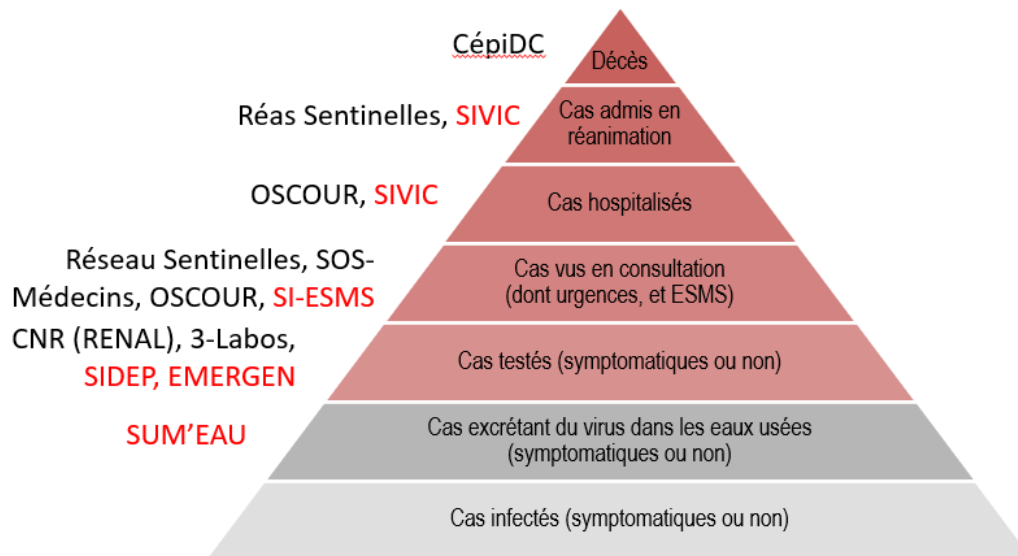 CépiDC
Décès
Réas Sentinelles, SIVIC
Cas admis en
réanimation
OSCOUR, SIVIC
Cas hospitalisés
Réseau Sentinelles, SOS-
Médecins, OSCOUR, SI-ESMS
Cas vus en consultation
(dont urgences, et ESMS)
CNR (RENAL), 3-Labos,
SIDEP, EMERGEN
Cas testés (symptomatiques ou non)
SUM’EAU
Cas excrétant du virus dans les eaux usées
(symptomatiques ou non)
Cas infectés (symptomatiques ou non)